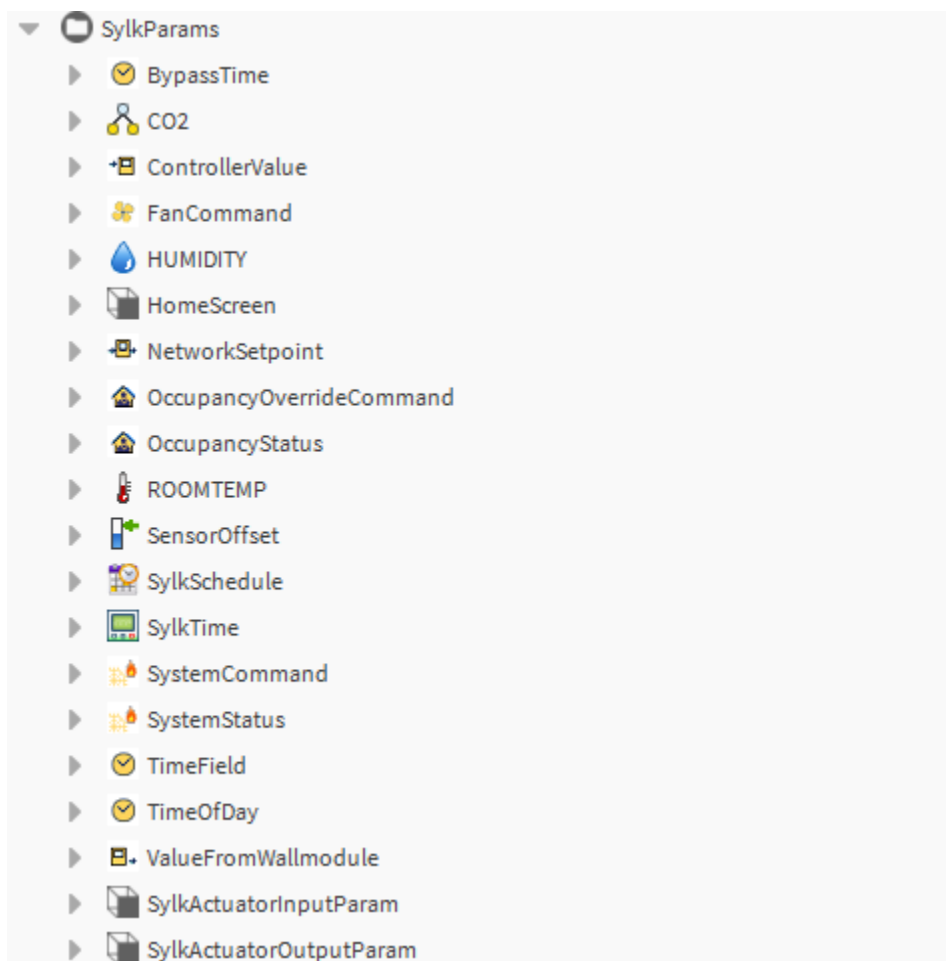 SylkParams
BypassTime
CO2
ControllerValue
FanCommand
HUMIDITY
HomeScreen
NetworkSetpoint
OccupancyOverrideCommand
OccupancyStatus
ROOMTEMP
SensorOffset
SylkSchedule
SylkTime
SystemCommand
SystemStatus
TimeField
TimeOfDay
ValueFromWallmodule
SylkActuatorInputParam
SylkActuatorOutputParam